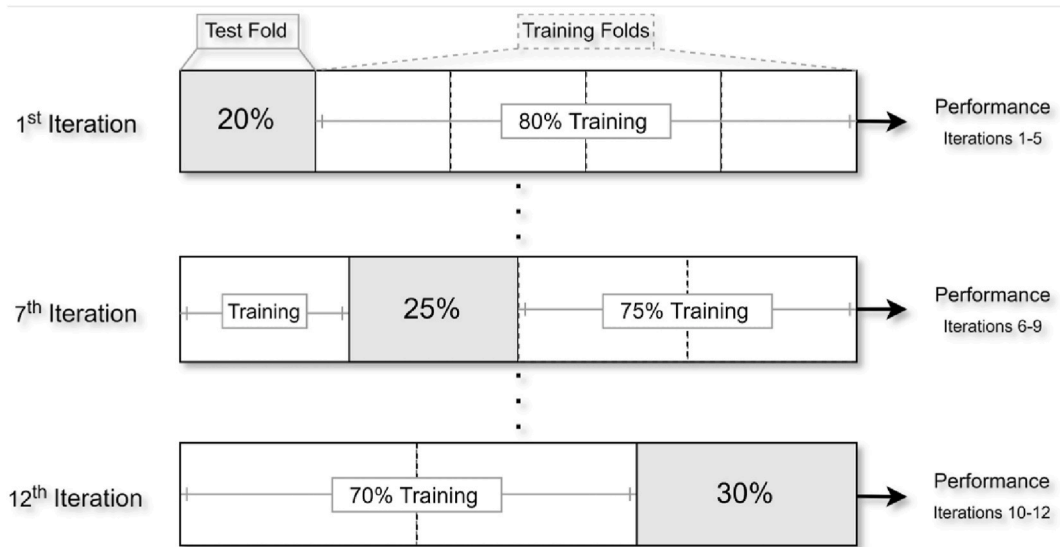 Test Fold
Training Folds
1st Iteration
20%
80% Training
Performance
Iterations 1-5
7th Iteration
Training
25%
75% Training
Performance
Iterations 6-9
12th Iteration
70% Training
30%
Performance
Iterations 10-12